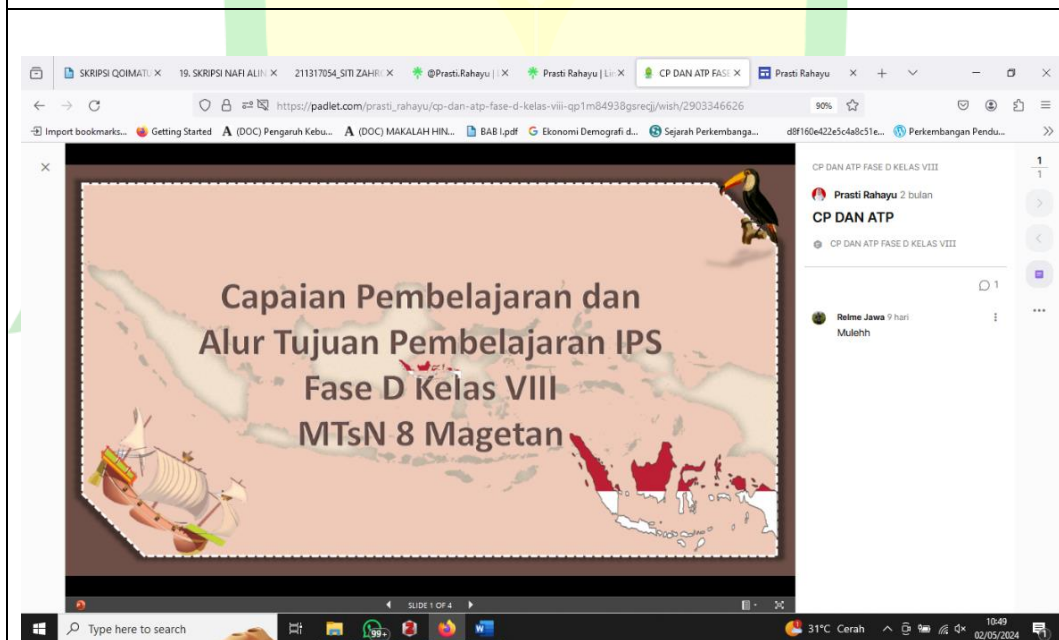 SKRIPSI QOIMATU
19. SKRIPSI NAFI ALIN
211317054_SITI ZAHR
@Prasti.Rahayu |
Prasti Rahayu | Lin
CP DAN ATP FASE
Prasti Rahayu
https://padlet.com/prasti_rahayu/cp-dan-atp-fase-d-kelas-viii-qp1m84938gsrecjj/wish/2903346626
90%
Import bookmarks...
Getting Started
(DOC) Pengaruh Kebu...
(DOC) MAKALAH HIN...
BAB I.pdf
Ekonomi Demografi d...
Sejarah Perkembanga...
d8f160e422e5c4a8c51e...
Perkembangan Pendu...
Capaian Pembelajaran dan
Alur Tujuan Pembelajaran IPS
Fase D Kelas VIII
MTsN 8 Magetan
SLIDE 1 OF 4
CP DAN ATP FASE D KELAS VIII
Prasti Rahayu 2 bulan
CP DAN ATP
CP DAN ATP FASE D KELAS VIII
1
Relme Jawa 9 hari
Mulehh
1
1
Type here to search
99+
31°C Cerah
10:49
02/05/2024